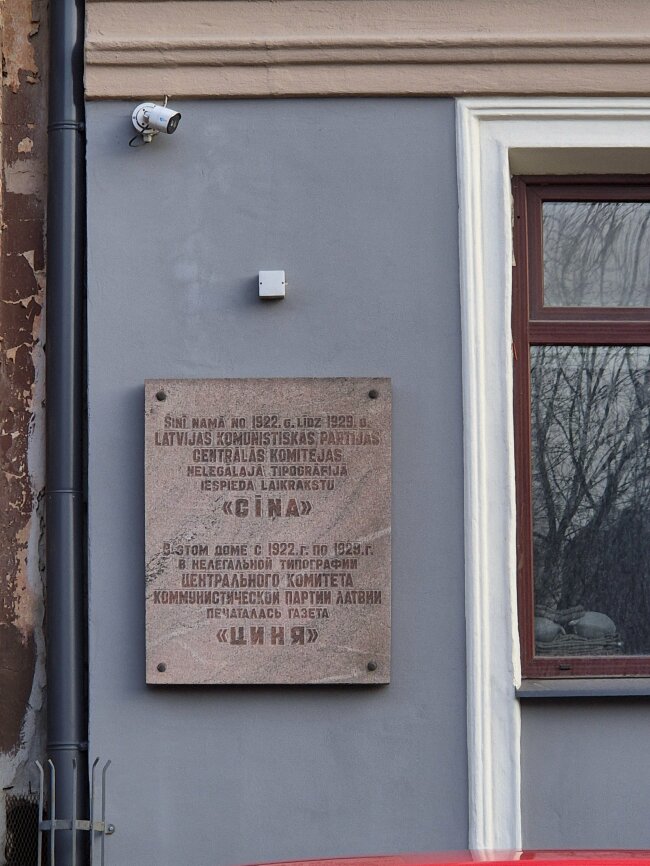 ŠINĪ NAMĀ NO 1922. G. LĪDZ 1929. G.
LATVIJAS KOMUNISTISKĀS PARTIJAS
CENTRĀLĀS KOMITEJAS
NELEGĀLAJĀ TIPOGRĀFIJĀ
IESPIEDA LAIKRAKSTU
«CĪŅA»
В ЭТОМ ДОМЕ С 1922. Г. ПО 1929. Г.
В НЕЛЕГАЛЬНОЙ ТИПОГРАФИИ
ЦЕНТРАЛЬНОГО КОМИТЕТА
КОММУНИСТИЧЕСКОЙ ПАРТИИ ЛАТВИИ
ПЕЧАТАЛАСЬ ГАЗЕТА
«ЦИНЯ»